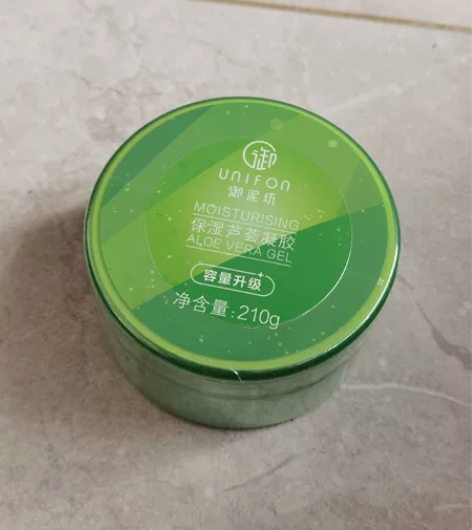 御
UNIFON
御泥坊
MOISTURISING
保湿芦荟凝胶
ALOE VERA GEL
容量升级+
净含量:210g